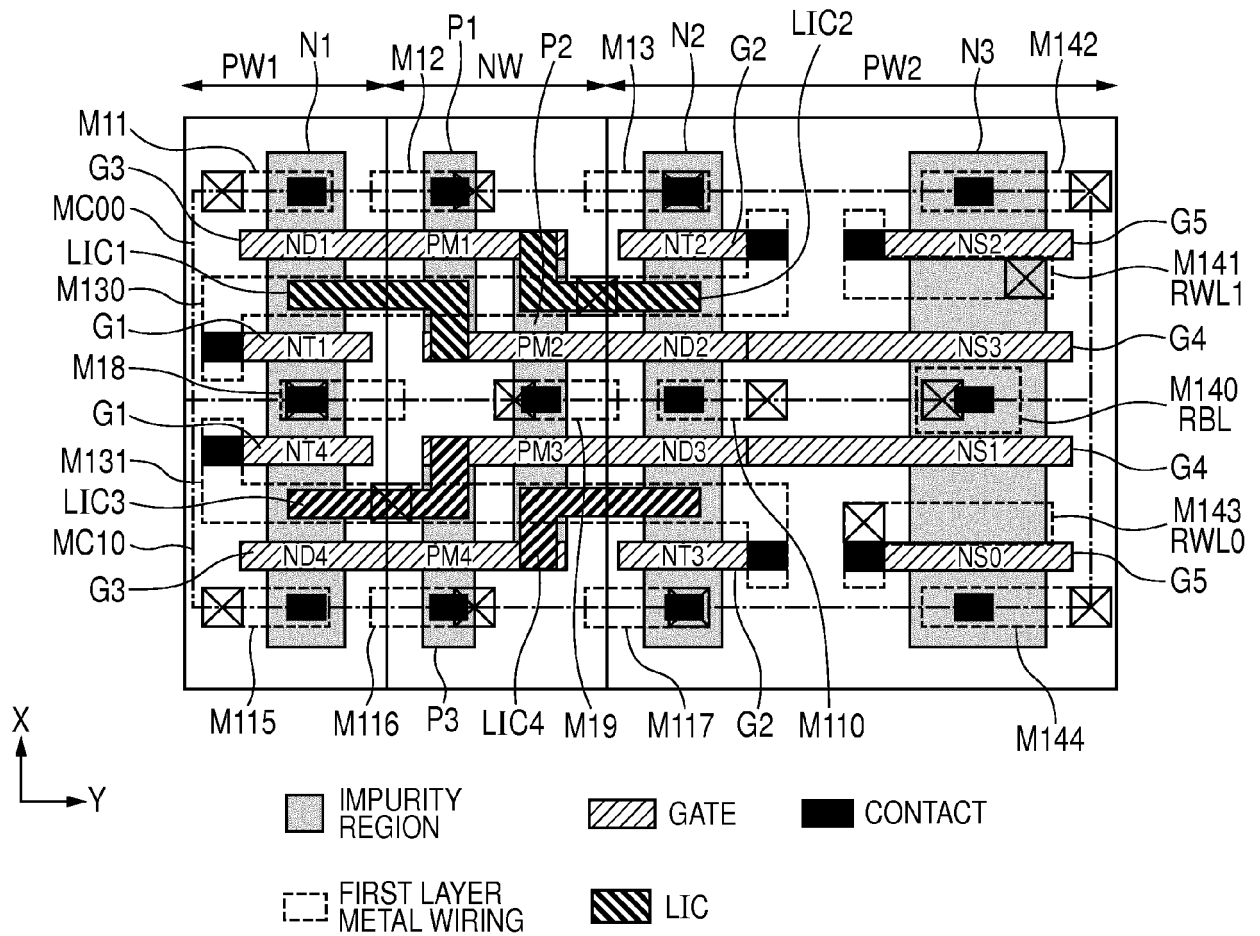 N1
M12
P1
P2
M13
N2
G2
LIC2
N3
M142
PW1
NW
PW2
M11
G3
MC00
LIC1
M130
G1
M18
G1
M131
LIC3
MC10
G3
ND1
PM1
NT2
NS2
NT1
PM2
ND2
NS3
NT4
PM3
ND3
NS1
ND4
PM4
NT3
NS0
G5
M141
RWL1
G4
M140
RBL
G4
M143
RWL0
G5
M115
M116
P3
LIC4
M19
M117
G2
M110
M144
X
Y
IMPURITY
REGION
GATE
CONTACT
FIRST LAYER
METAL WIRING
LIC